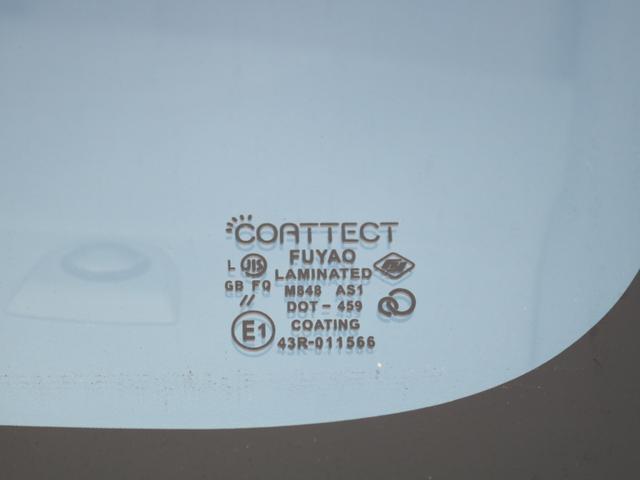 COATTECT
FUYAO
L JIS LAMINATED
GB FQ M848 AS1
// DOT-459
E1 COATING
43R-011566